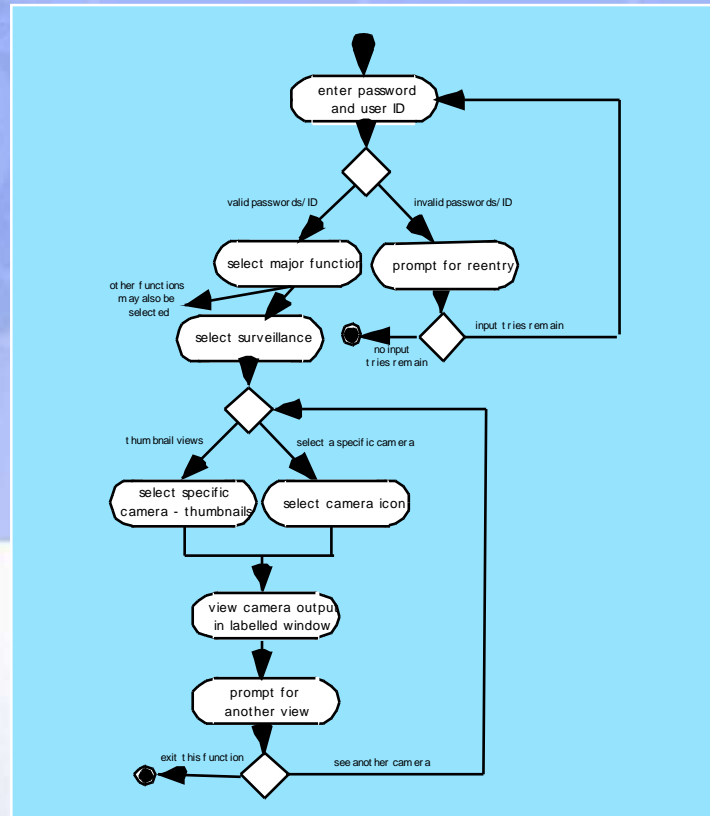 enter password
and user ID
valid passwords/ID
invalid passwords/ID
select major function
prompt for reentry
other functions
may also be
selected
select surveillance
no input
tries remain
input tries remain
thumbnail views
select a specific camera
select specific
camera - thumbnails
select camera icon
view camera output
in labelled window
prompt for
another view
exit this function
see another camera